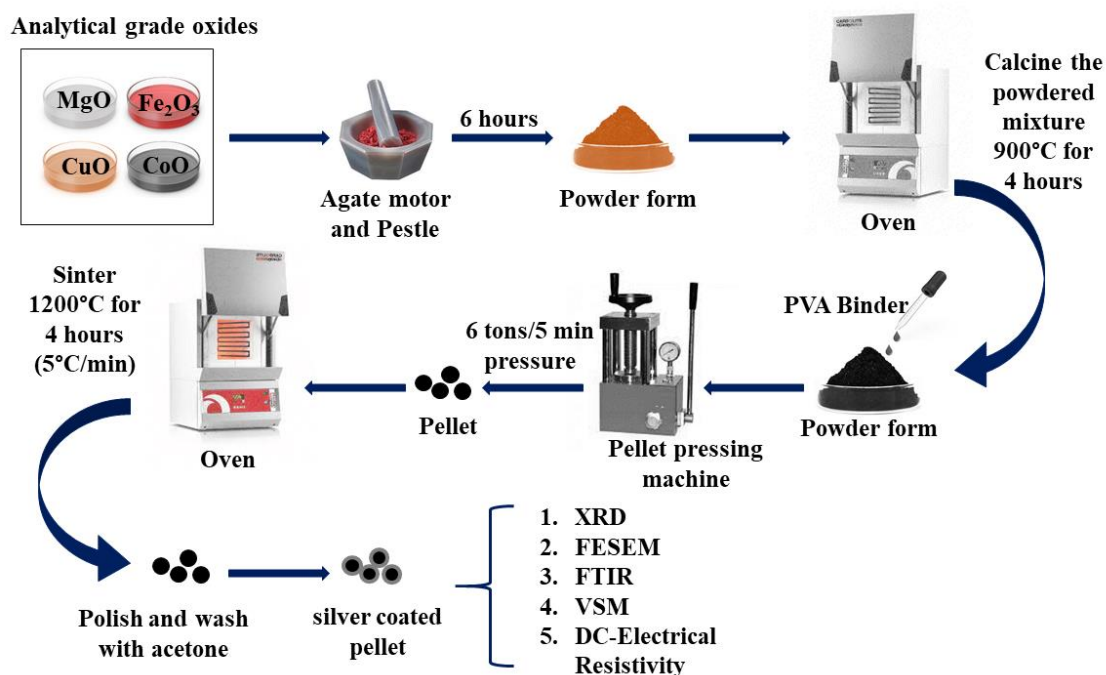 Analytical grade oxides
MgO
Fe₂O₃
CuO
CoO
Agate motor
and Pestle
6 hours
Powder form
Oven
Calcine the
powdered
mixture
900°C for
4 hours
PVA Binder
Powder form
Pellet pressing
machine
6 tons/5 min
pressure
Pellet
Sinter
1200°C for
4 hours
(5°C/min)
Oven
Polish and wash
with acetone
silver coated
pellet
1. XRD
2. FESEM
3. FTIR
4. VSM
5. DC-Electrical
Resistivity